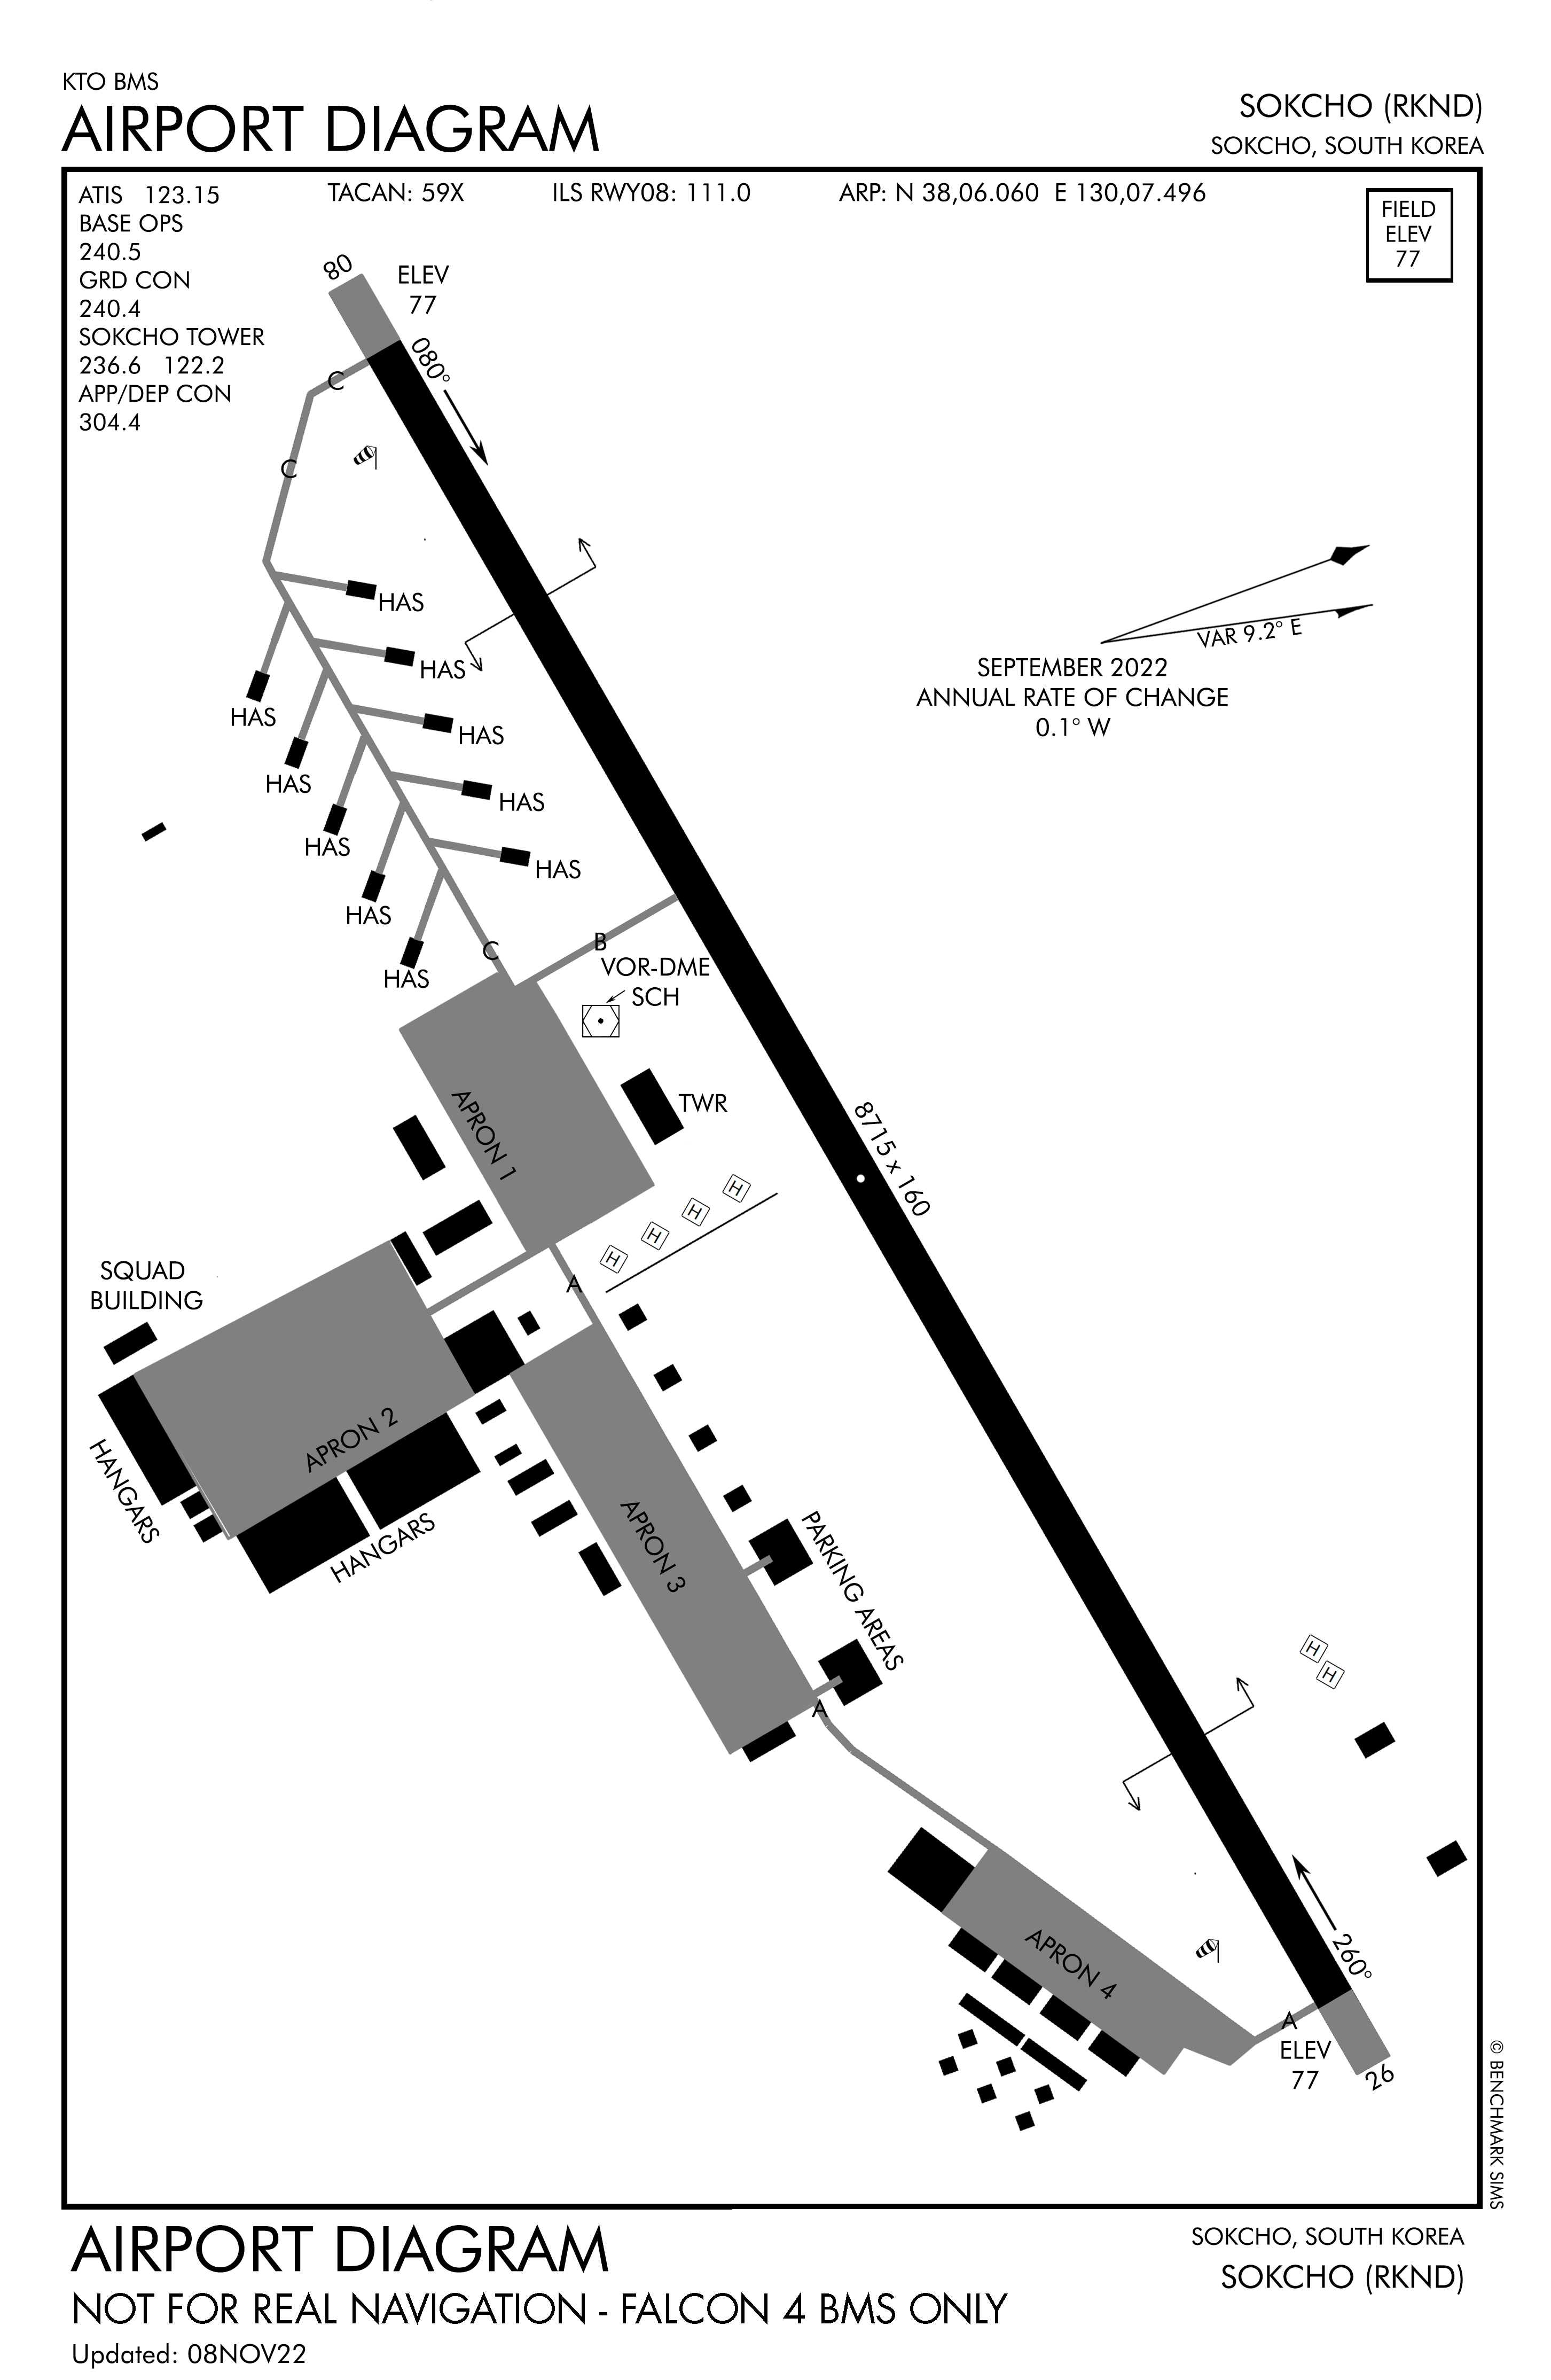 KTO BMS
AIRPORT DIAGRAM
SOKCHO (RKND)
SOKCHO, SOUTH KOREA
ATIS 123.15
BASE OPS
240.5
GRD CON
240.4
SOKCHO TOWER
236.6 122.2
APP/DEP CON
304.4
TACAN: 59X
ILS RWY08: 111.0
ARP: N 38,06.060 E 130,07.496
FIELD
ELEV
77
08
ELEV
77
080°
C
C
HAS
HAS
HAS
HAS
HAS
HAS
HAS
HAS
HAS
HAS
VAR 9.2° E
SEPTEMBER 2022
ANNUAL RATE OF CHANGE
0.1° W
C
B
VOR-DME
SCH
TWR
APRON 1
8715 x 160
H
H
H
H
A
SQUAD
BUILDING
APRON 2
HANGARS
HANGARS
APRON 3
PARKING AREAS
A
H
H
APRON 4
260°
A
ELEV
77
26
© BENCHMARK SIMS
AIRPORT DIAGRAM
NOT FOR REAL NAVIGATION - FALCON 4 BMS ONLY
Updated: 08NOV22
SOKCHO, SOUTH KOREA
SOKCHO (RKND)